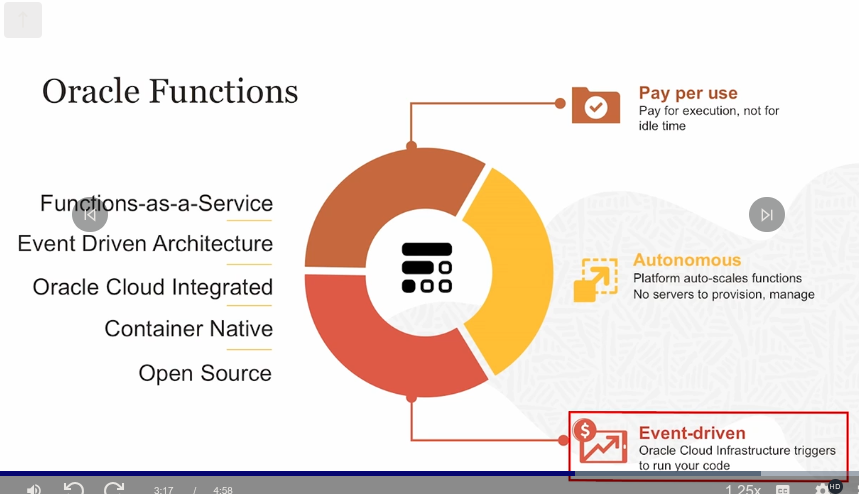 Oracle Functions
Functions-as-a-Service
Event Driven Architecture
Oracle Cloud Integrated
Container Native
Open Source
Pay per use
Pay for execution, not for
idle time
Autonomous
Platform auto-scales functions
No servers to provision, manage
$
Event-driven
Oracle Cloud Infrastructure triggers
to run your code
3:17 / 4:58
1.25x
HD